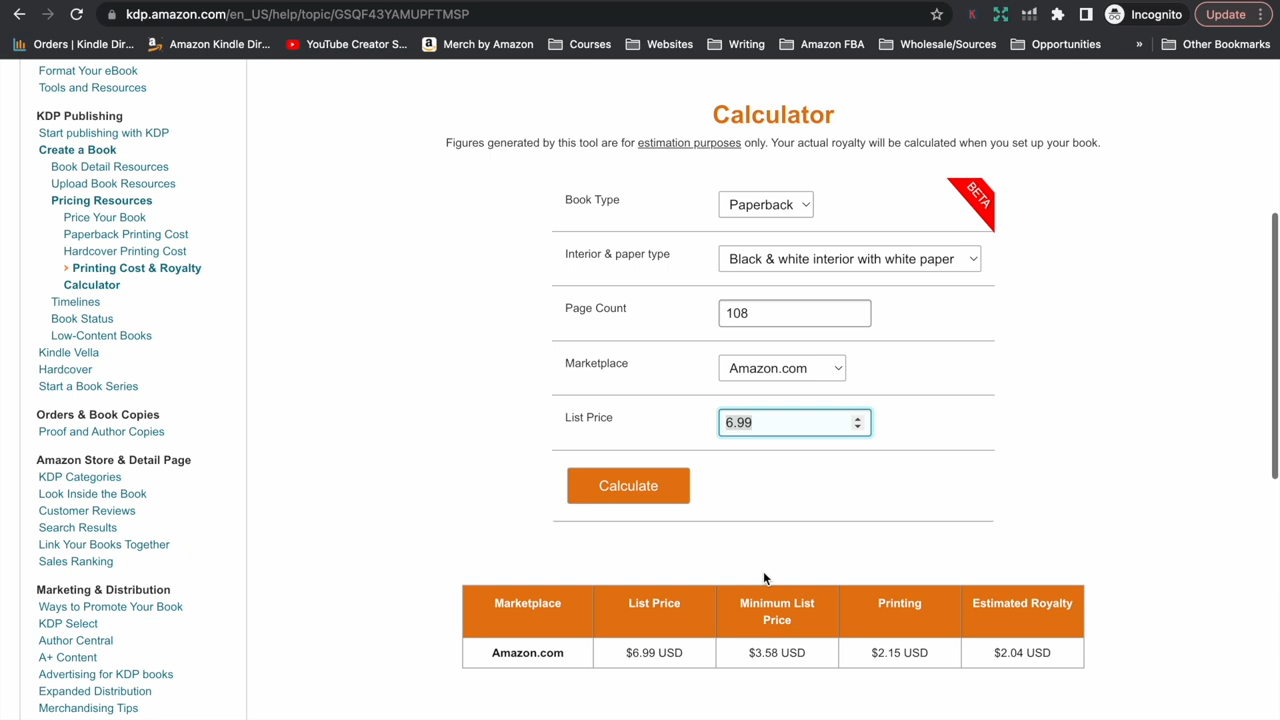 kdp.amazon.com/en_US/help/topic/GSQF43YAMUPFTMSP
K
Incognito
Update
Orders | Kindle Dir...
Amazon Kindle Dir...
YouTube Creator S...
Merch by Amazon
Courses
Websites
Writing
Amazon FBA
Wholesale/Sources
Opportunities
»
Other Bookmarks
Format Your eBook
Tools and Resources
KDP Publishing
Start publishing with KDP
Create a Book
Book Detail Resources
Upload Book Resources
Pricing Resources
Price Your Book
Paperback Printing Cost
Hardcover Printing Cost
› Printing Cost & Royalty
Calculator
Timelines
Book Status
Low-Content Books
Kindle Vella
Hardcover
Start a Book Series
Orders & Book Copies
Proof and Author Copies
Amazon Store & Detail Page
KDP Categories
Look Inside the Book
Customer Reviews
Search Results
Link Your Books Together
Sales Ranking
Marketing & Distribution
Ways to Promote Your Book
KDP Select
Author Central
A+ Content
Advertising for KDP books
Expanded Distribution
Merchandising Tips
Calculator
Figures generated by this tool are for estimation purposes only. Your actual royalty will be calculated when you set up your book.
BETA
Book Type Paperback
Interior & paper type Black & white interior with white paper
Page Count 108
Marketplace Amazon.com
List Price 6.99
Calculate
Marketplace List Price Minimum List Price Printing Estimated Royalty
Amazon.com $6.99 USD $3.58 USD $2.15 USD $2.04 USD